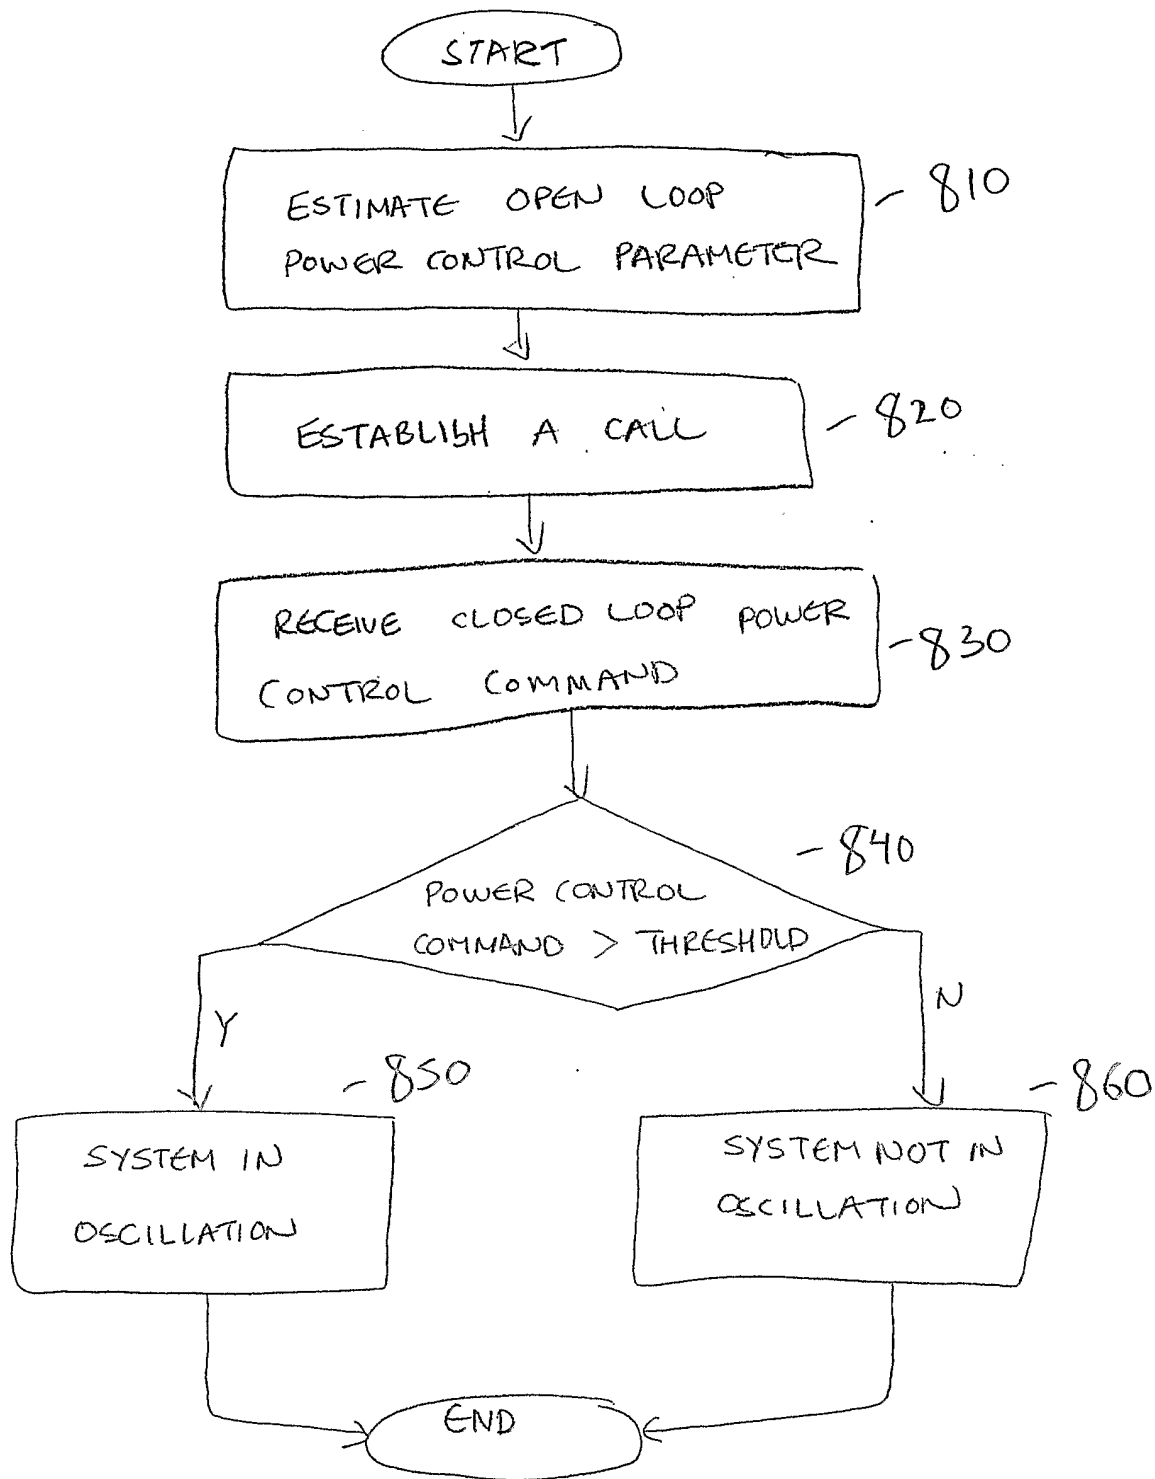 START
ESTIMATE OPEN LOOP
POWER CONTROL PARAMETER
- 810
ESTABLISH A CALL
- 820
RECEIVE CLOSED LOOP POWER
CONTROL COMMAND
- 830
- 840
POWER CONTROL
COMMAND > THRESHOLD
Y
N
- 850
- 860
SYSTEM IN
OSCILLATION
SYSTEM NOT IN
OSCILLATION
END